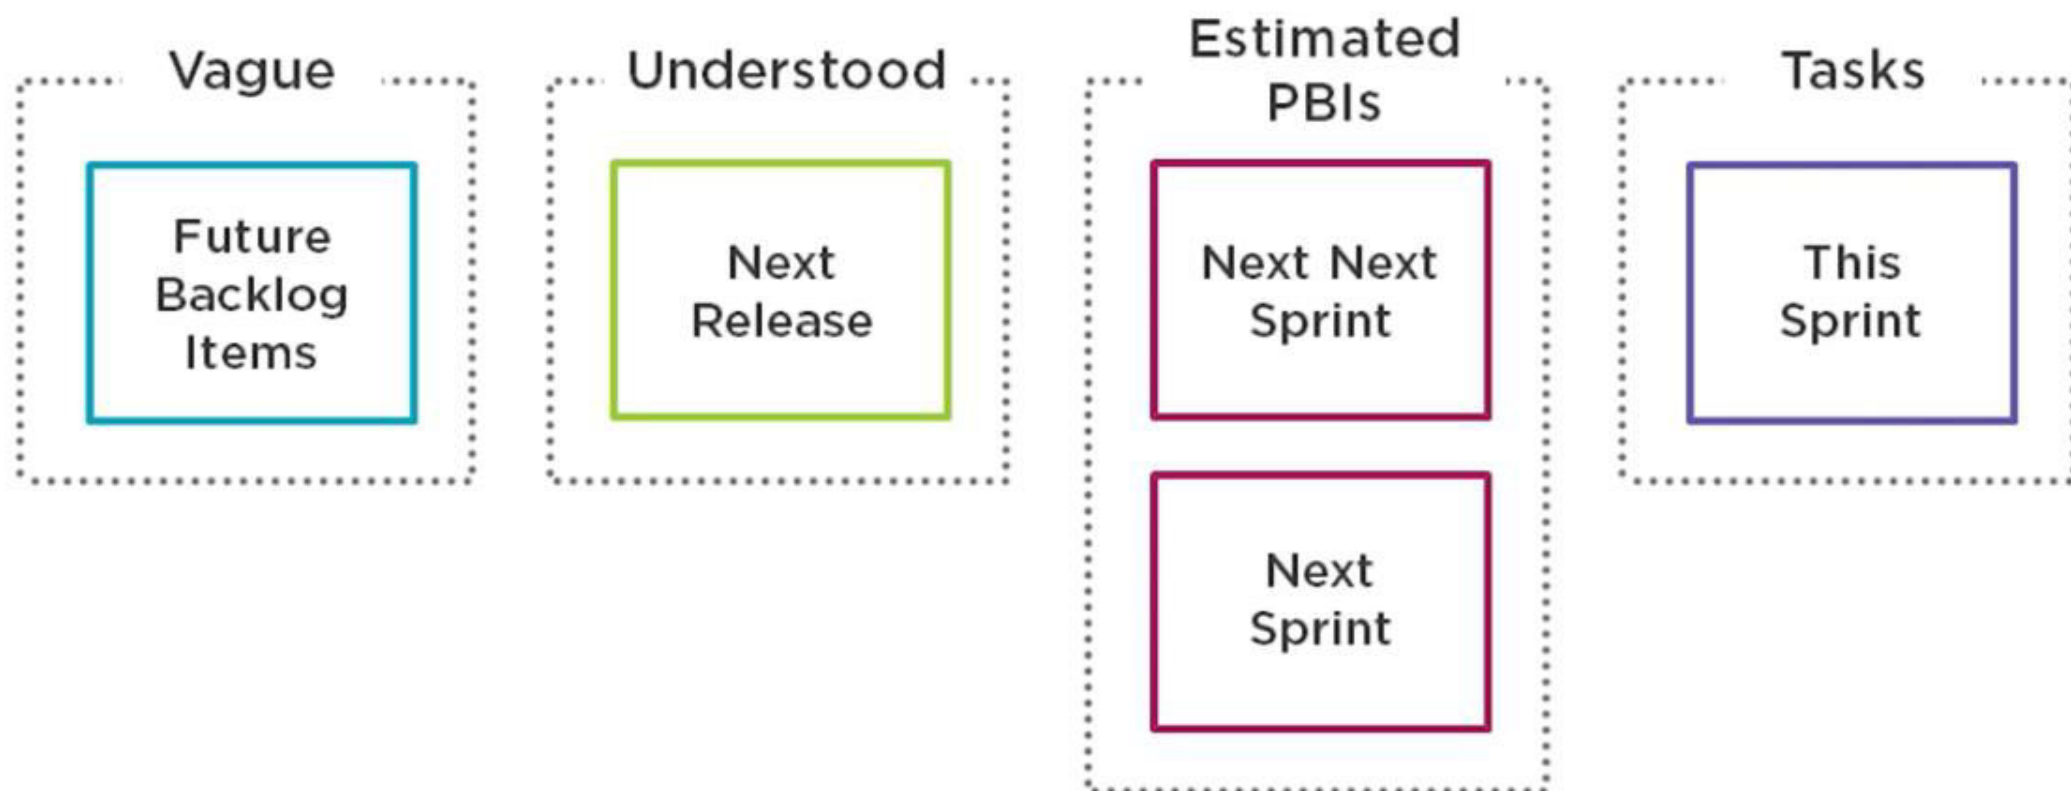 Vague
Future
Backlog
Items
Understood
Next
Release
Estimated
PBIs
Next Next
Sprint
Next
Sprint
Tasks
This
Sprint